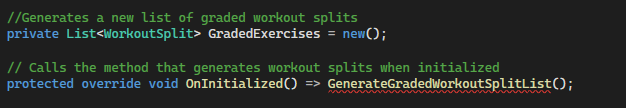 //Generates a new list of graded workout splits
private List<WorkoutSplit> GradedExercises = new();
// Calls the method that generates workout splits when initialized
protected override void OnInitialized() => GenerateGradedWorkoutSplitList();